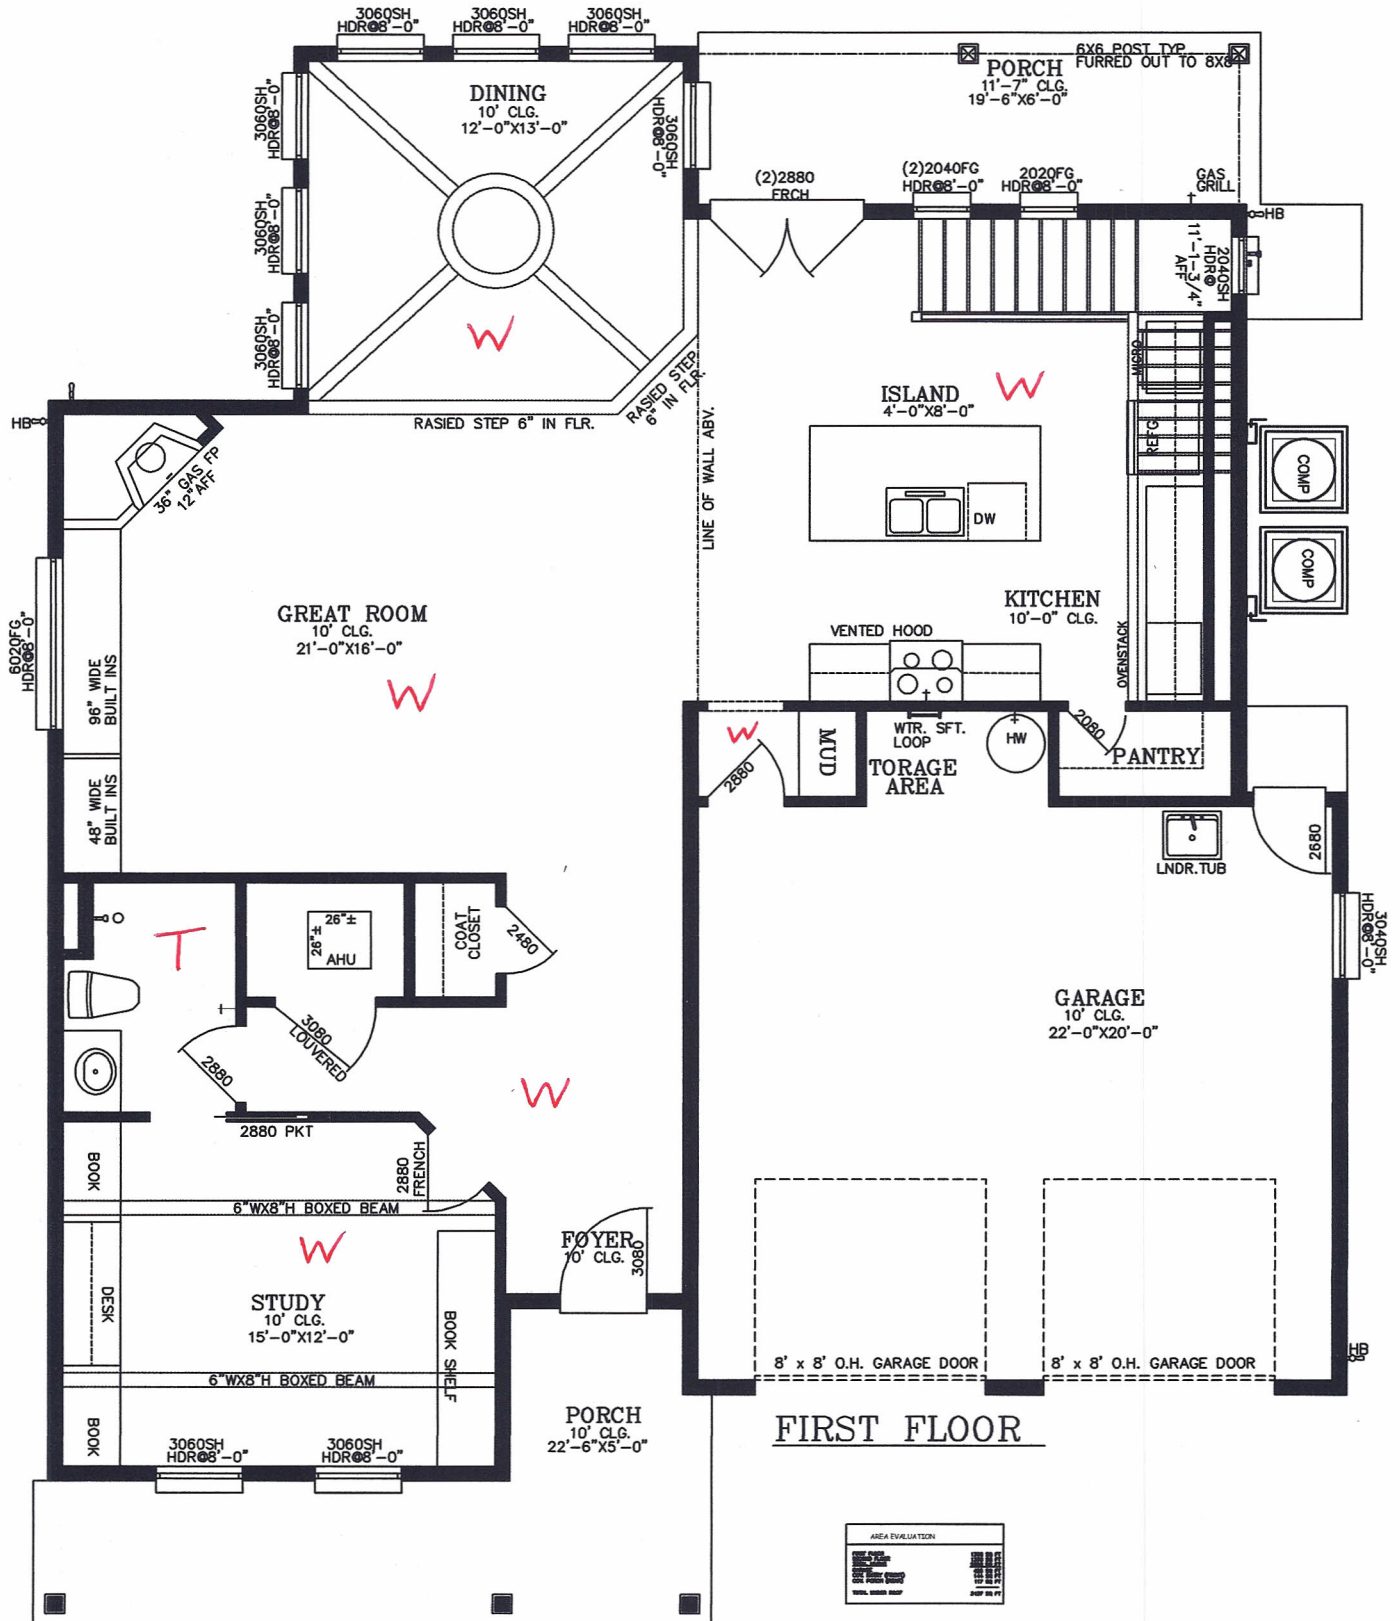 3060SH
HDR@8'-0"
3060SH
HDR@8'-0"
3060SH
HDR@8'-0"
6X6 POST TYP
FURRED OUT TO 8X8
PORCH
11'-7" CLG.
19'-6"X6'-0"
DINING
10' CLG.
12'-0"X13'-0"
3060SH
HDR@8'-0"
3060SH
HDR@8'-0"
3060SH
HDR@8'-0"
3060SH
HDR@8'-0"
(2)2880
FRCH
(2)2040FG
HDR@8'-0"
2020FG
HDR@8'-0"
GAS
GRILL
HB
2040SH
HDR@
11'-1-3/4"
AFF
W
RASIED STEP 6" IN FLR.
RASIED STEP
6" IN FLR.
LINE OF WALL ABV.
ISLAND
4'-0"X8'-0"
W
MICRO
REFG
DW
COMP
COMP
HB
36" GAS FP
12"AFF
GREAT ROOM
10' CLG.
21'-0"X16'-0"
W
6020FG
HDR@8'-0"
96" WIDE
BUILT INS
48" WIDE
BUILT INS
KITCHEN
10'-0" CLG.
VENTED HOOD
OVENSTACK
W
2880
MUD
WTR. SFT.
LOOP
TORAGE
AREA
HW
2080
PANTRY
LNDR.TUB
2680
3040SH
HDR@8'-0"
T
26"±
26"±
AHU
COAT
CLOSET
2480
3080
LOUVERED
2880
GARAGE
10' CLG.
22'-0"X20'-0"
W
2880 PKT
2880
FRENCH
BOOK
6"WX8"H BOXED BEAM
W
FOYER
10' CLG.
3080
STUDY
10' CLG.
15'-0"X12'-0"
DESK
BOOK SHELF
6"WX8"H BOXED BEAM
BOOK
3060SH
HDR@8'-0"
3060SH
HDR@8'-0"
PORCH
10' CLG.
22'-6"X5'-0"
8' x 8' O.H. GARAGE DOOR
8' x 8' O.H. GARAGE DOOR
HB
FIRST FLOOR
AREA EVALUATION